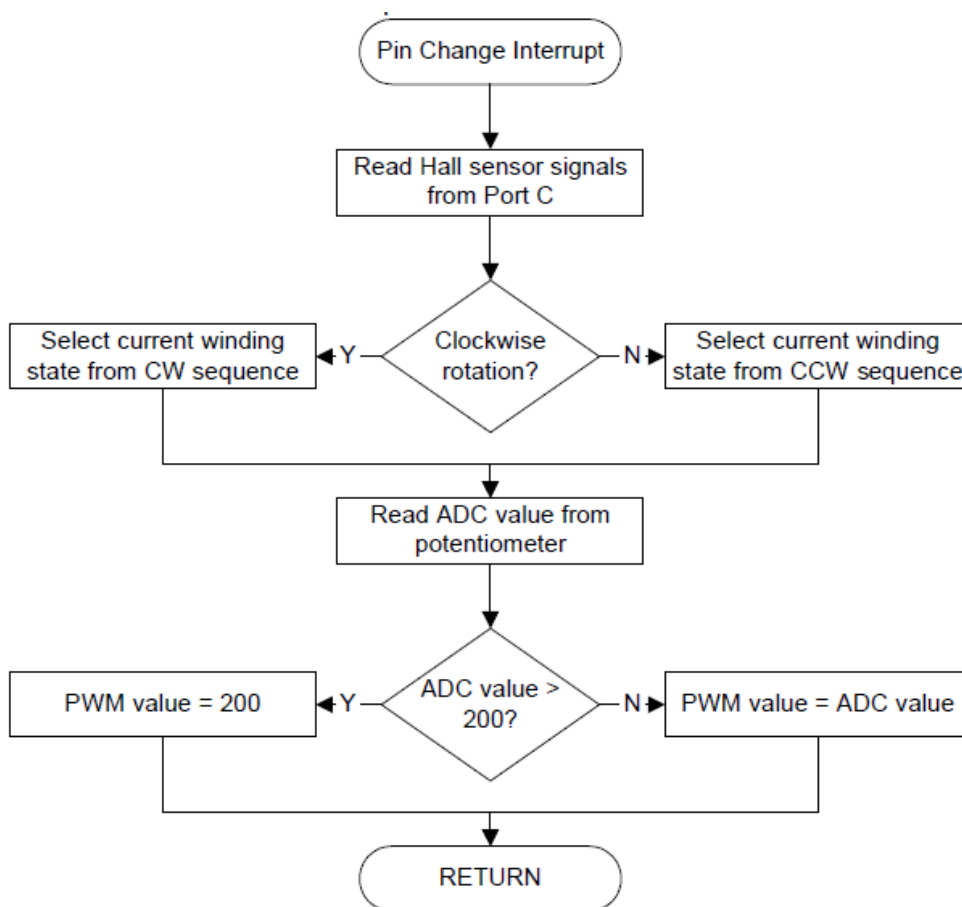 Pin Change Interrupt
Read Hall sensor signals
from Port C
Clockwise
rotation?
Y
N
Select current winding
state from CW sequence
Select current winding
state from CCW sequence
Read ADC value from
potentiometer
ADC value >
200?
Y
N
PWM value = 200
PWM value = ADC value
RETURN